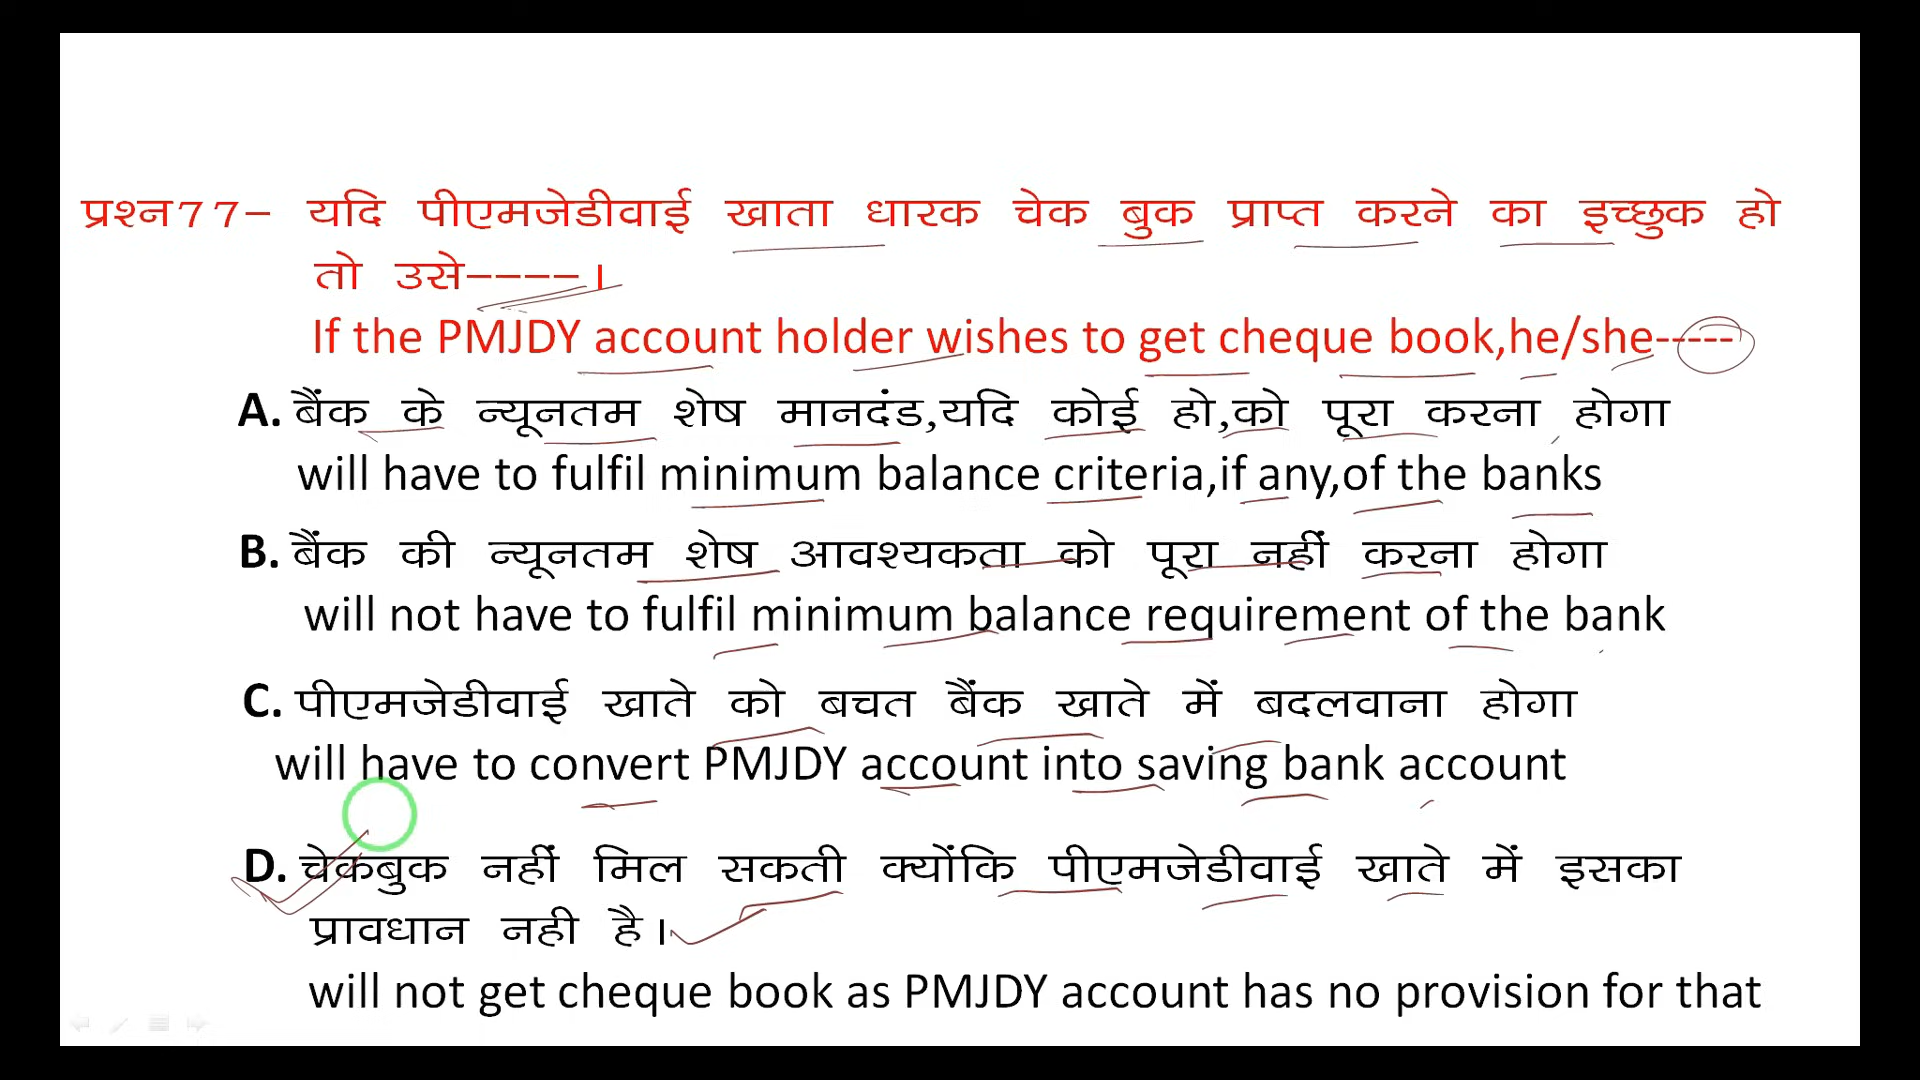 प्रश्न77– यदि पीएमजेडीवाई खाता धारक चेक बुक प्राप्त करने का इच्छुक हो
तो उसे––––।
If the PMJDY account holder wishes to get cheque book,he/she-----
A. बैंक के न्यूनतम शेष मानदंड,यदि कोई हो,को पूरा करना होगा
will have to fulfil minimum balance criteria,if any,of the banks
B. बैंक की न्यूनतम शेष आवश्यकता को पूरा नहीं करना होगा
will not have to fulfil minimum balance requirement of the bank
C. पीएमजेडीवाई खाते को बचत बैंक खाते में बदलवाना होगा
will have to convert PMJDY account into saving bank account
D. चेकबुक नहीं मिल सकती क्योंकि पीएमजेडीवाई खाते में इसका
प्रावधान नही है।
will not get cheque book as PMJDY account has no provision for that